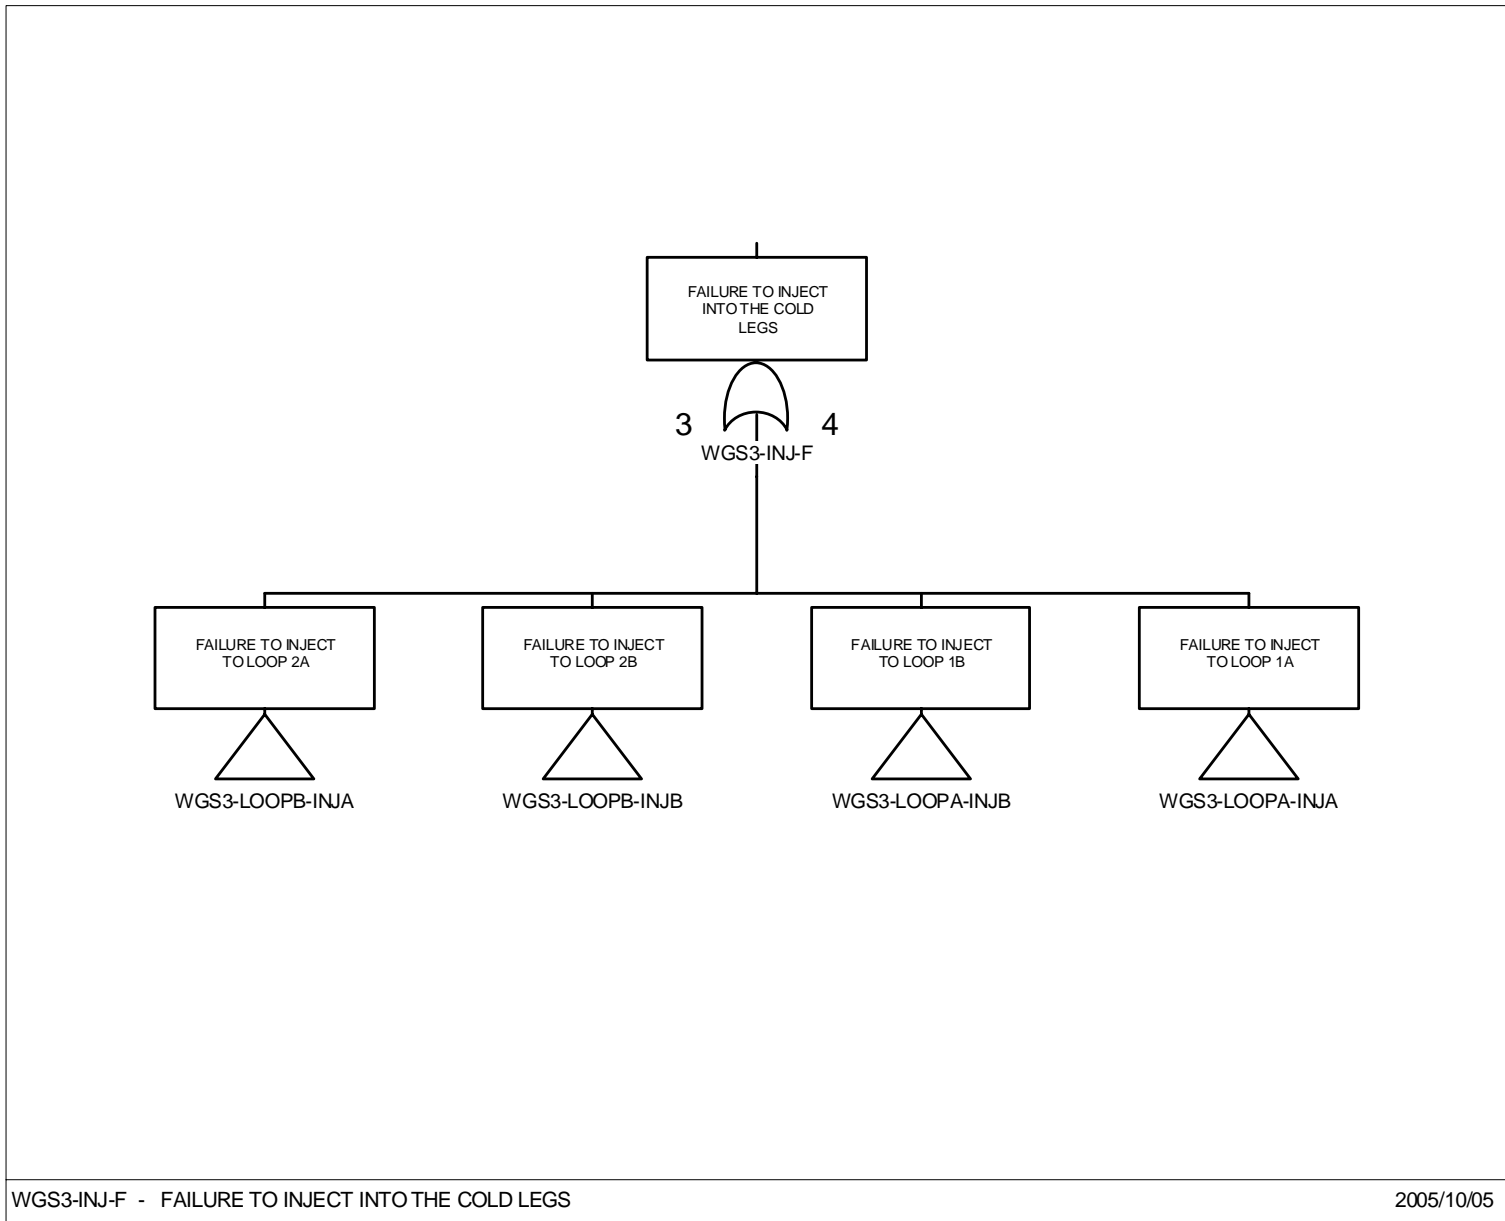 FAILURE TO INJECT
INTO THE COLD
LEGS
3 4
WGS3-INJ-F
FAILURE TO INJECT
TO LOOP 2A
WGS3-LOOPB-INJA
FAILURE TO INJECT
TO LOOP 2B
WGS3-LOOPB-INJB
FAILURE TO INJECT
TO LOOP 1B
WGS3-LOOPA-INJB
FAILURE TO INJECT
TO LOOP 1A
WGS3-LOOPA-INJA
WGS3-INJ-F - FAILURE TO INJECT INTO THE COLD LEGS 2005/10/05